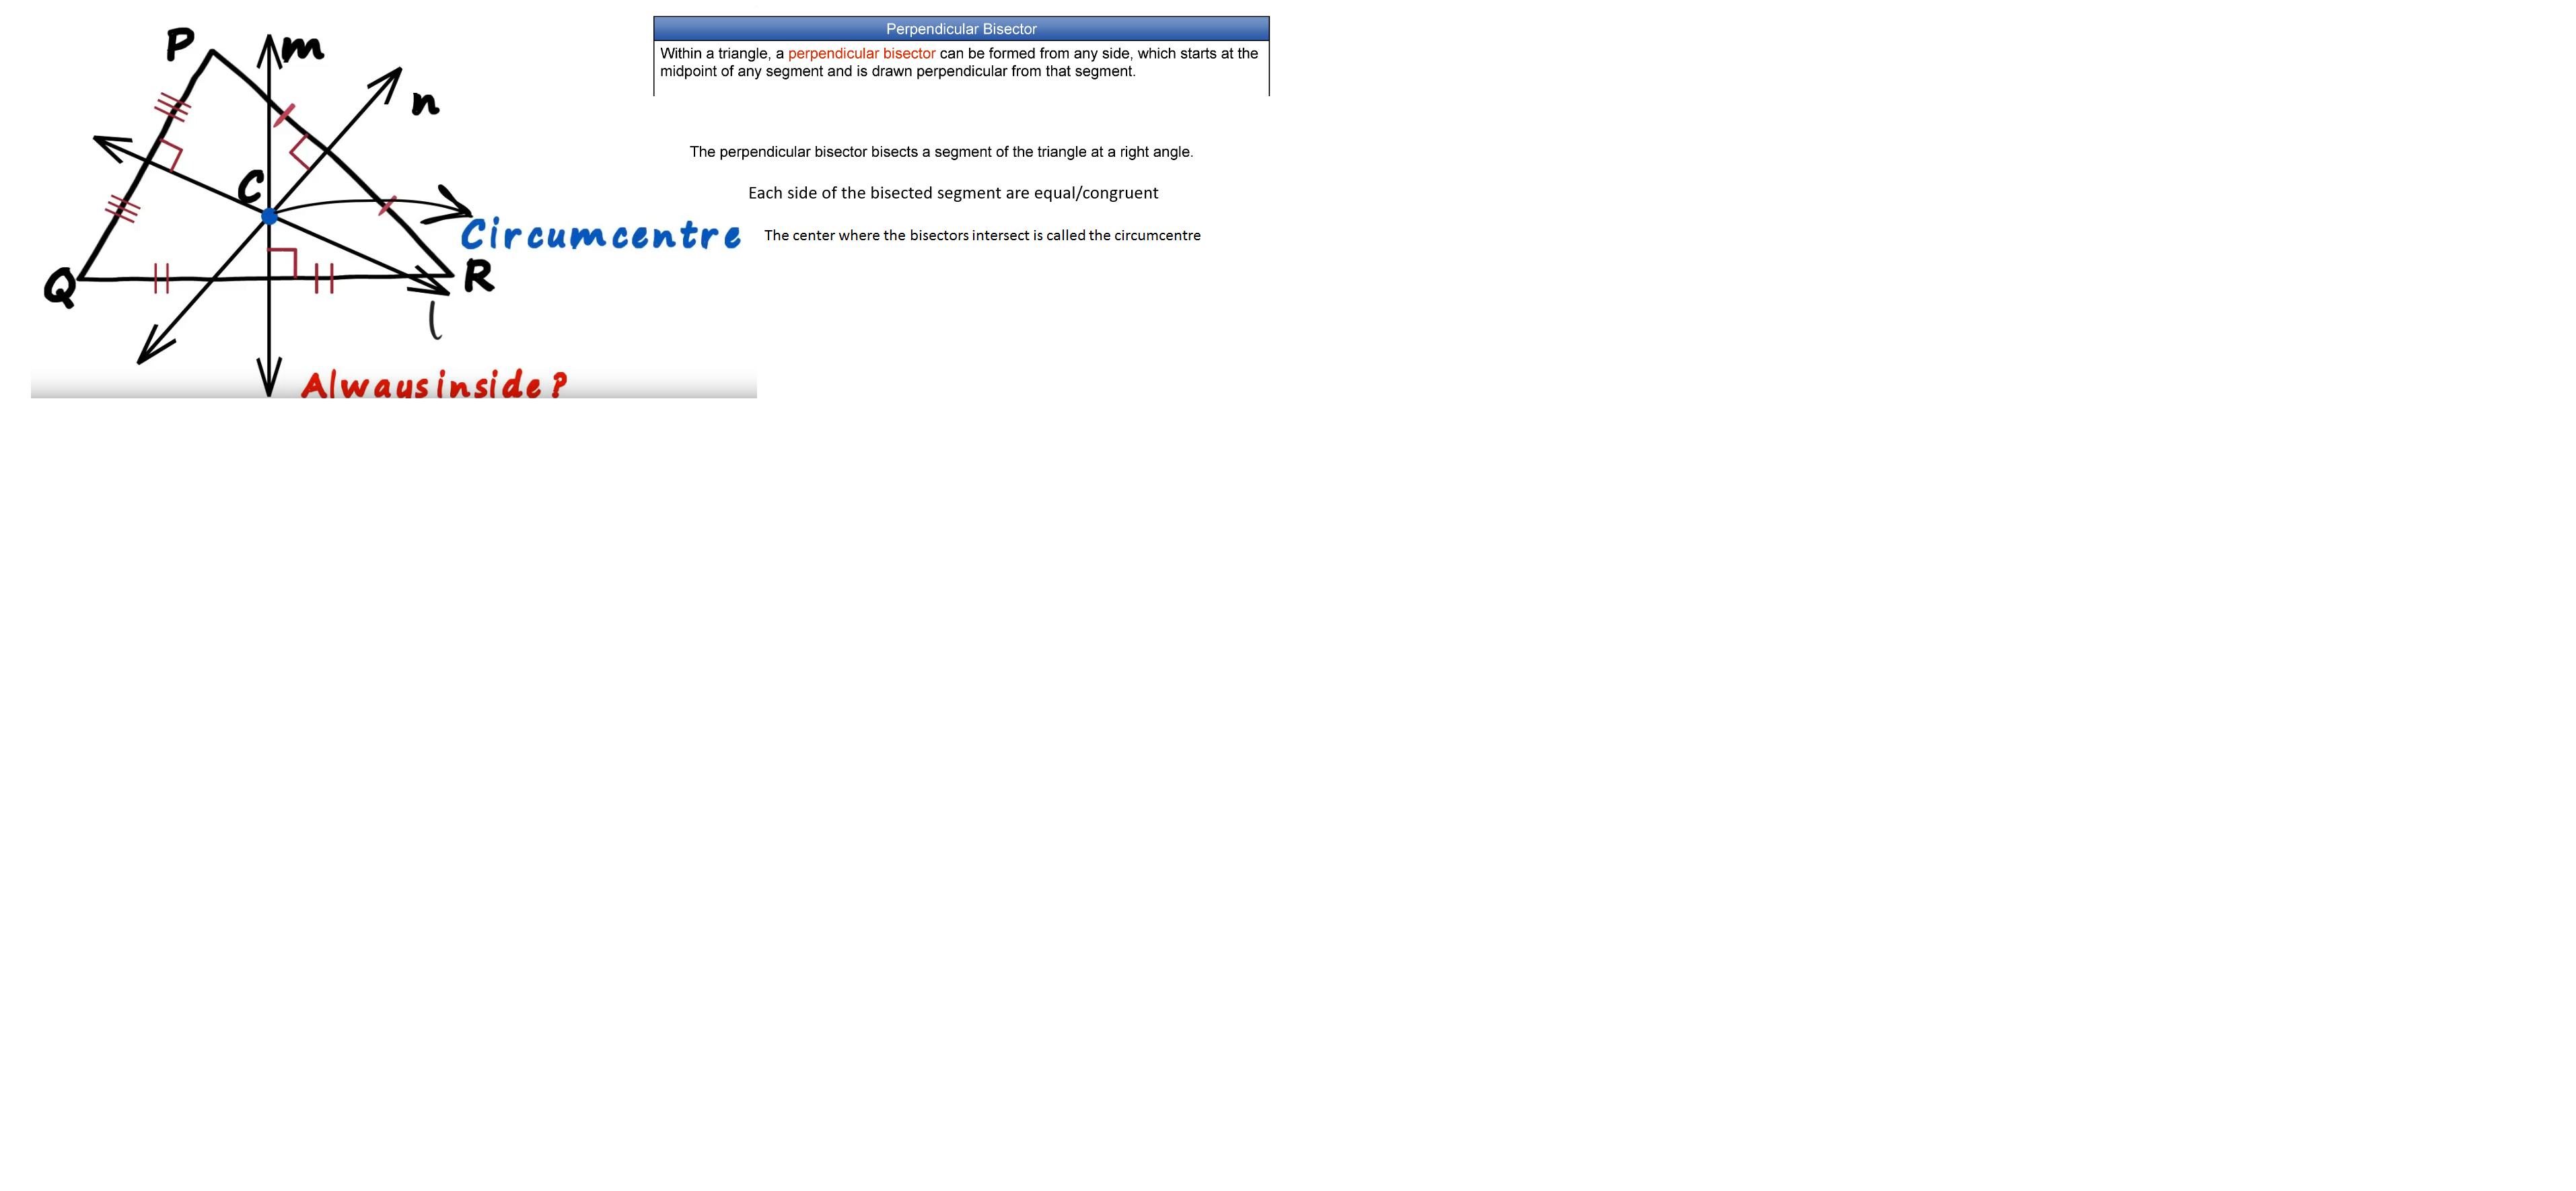 P
m
n
C
Circumcentre
Q
R
l
Always inside?
Perpendicular Bisector
Within a triangle, a perpendicular bisector can be formed from any side, which starts at the
midpoint of any segment and is drawn perpendicular from that segment.
The perpendicular bisector bisects a segment of the triangle at a right angle.
Each side of the bisected segment are equal/congruent
The center where the bisectors intersect is called the circumcentre